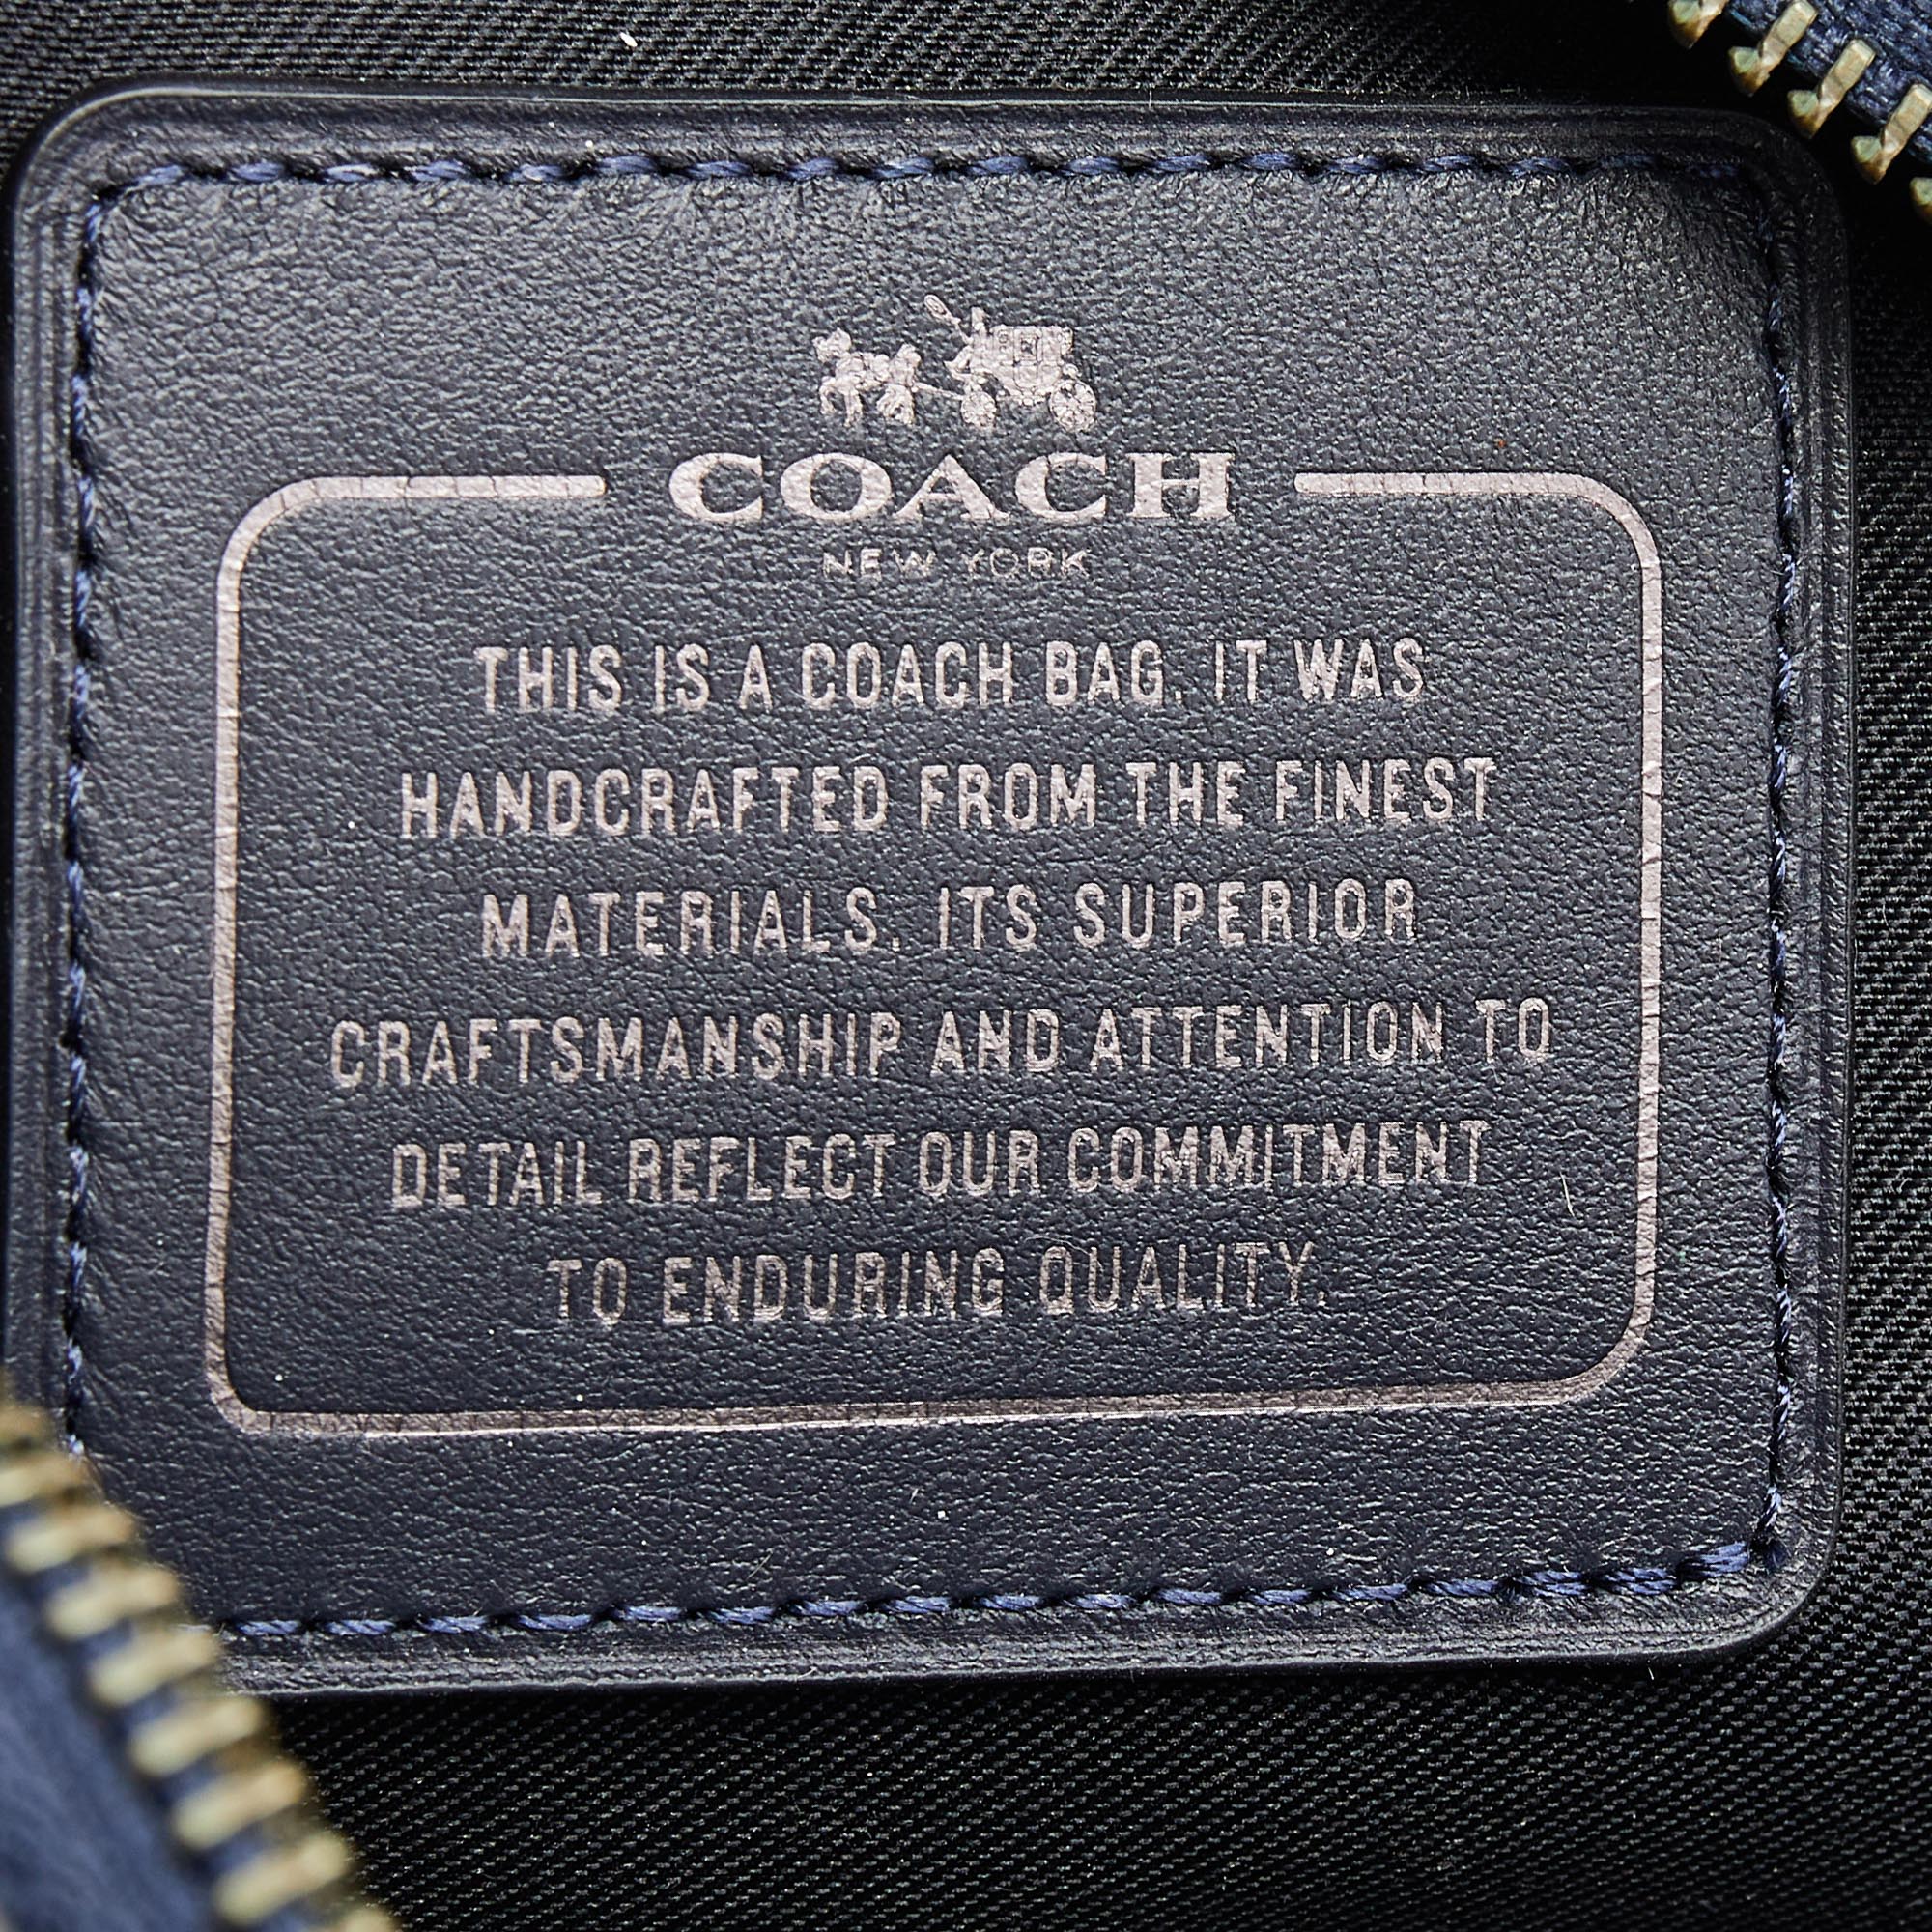 COACH
NEW YORK
THIS IS A COACH BAG. IT WAS
HANDCRAFTED FROM THE FINEST
MATERIALS. ITS SUPERIOR
CRAFTSMANSHIP AND ATTENTION TO
DETAIL REFLECT OUR COMMITMENT
TO ENDURING QUALITY.